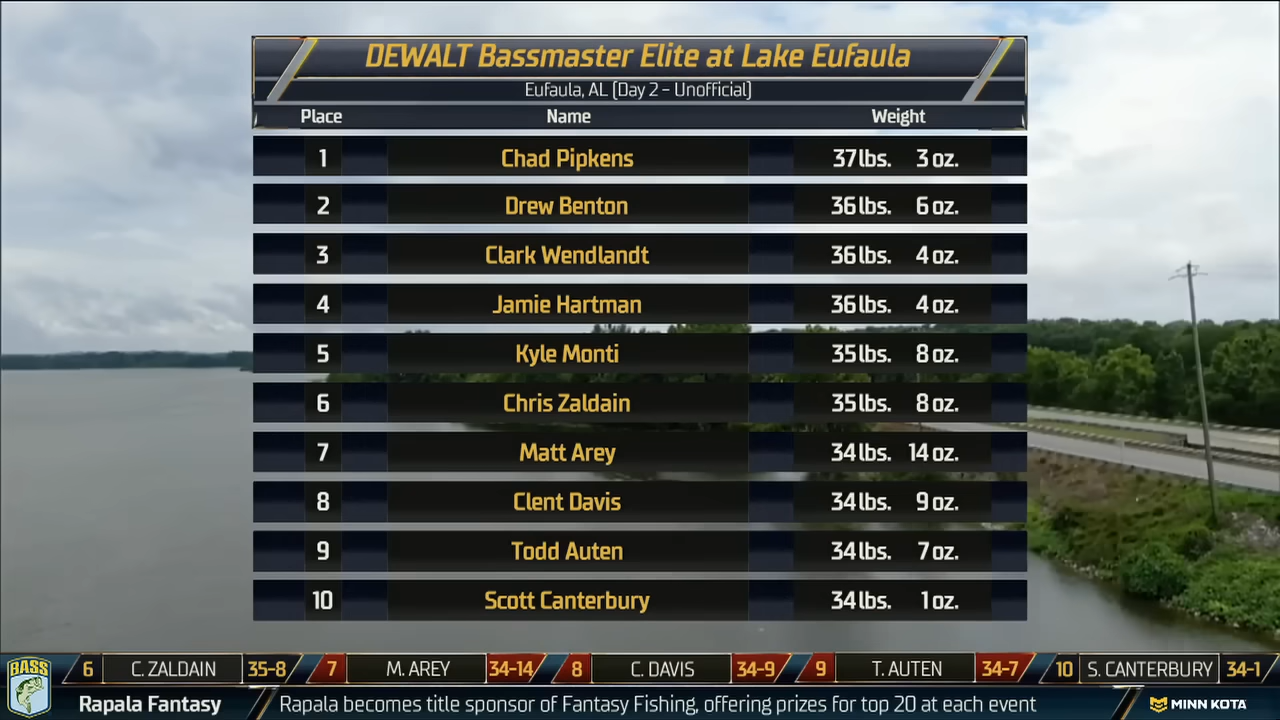 DEWALT Bassmaster Elite at Lake Eufaula
Eufaula, AL [Day 2 - Unofficial]
Place Name Weight
1 Chad Pipkens 37 lbs. 3 oz.
2 Drew Benton 36 lbs. 6 oz.
3 Clark Wendlandt 36 lbs. 4 oz.
4 Jamie Hartman 36 lbs. 4 oz.
5 Kyle Monti 35 lbs. 8 oz.
6 Chris Zaldain 35 lbs. 8 oz.
7 Matt Arey 34 lbs. 14 oz.
8 Clent Davis 34 lbs. 9 oz.
9 Todd Auten 34 lbs. 7 oz.
10 Scott Canterbury 34 lbs. 1 oz.
BASS 6 C. ZALDAIN 35-8 7 M. AREY 34-14 8 C. DAVIS 34-9 9 T. AUTEN 34-7 10 S. CANTERBURY 34-1
Rapala Fantasy Rapala becomes title sponsor of Fantasy Fishing, offering prizes for top 20 at each event MINN KOTA